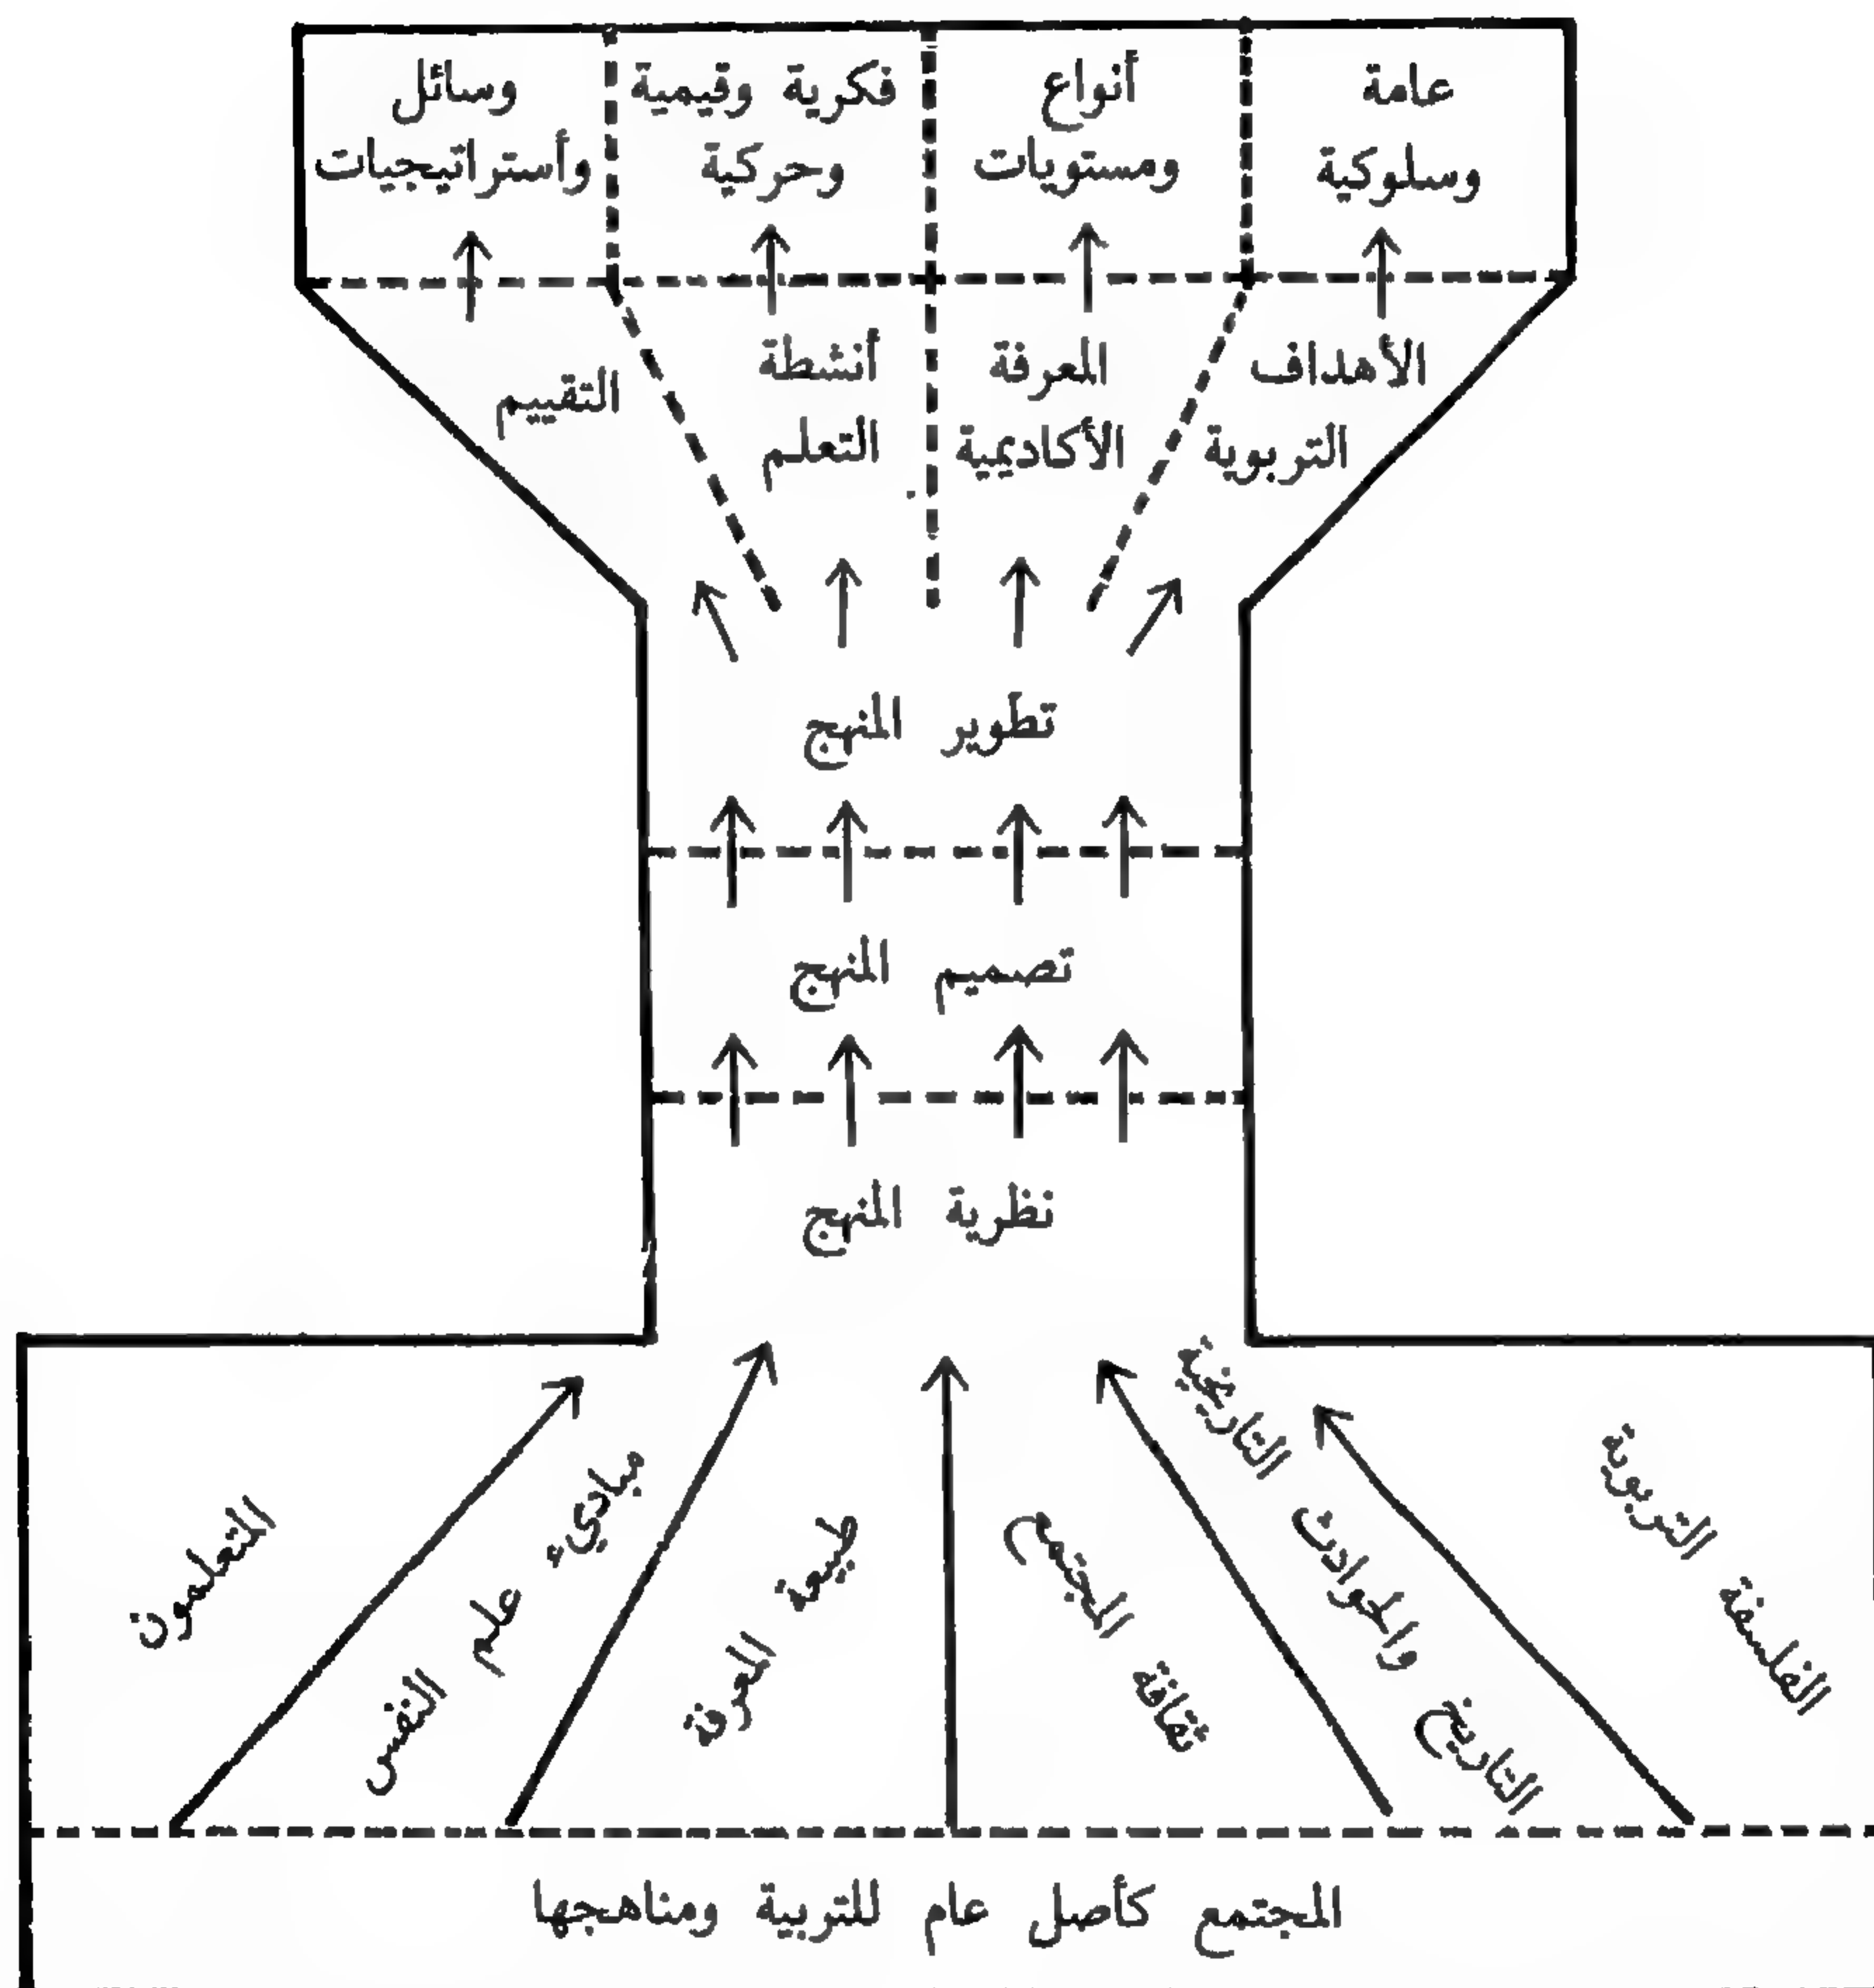 عامة
وسلوكية
أنواع
ومستويات
فكرية وقيمية
وحركية
وسائل
وأستراتيجيات
الأهداف
التربوية
المعرفة
الأكاديمية
أنشطة
التعلم
التقييم
تطوير المنهج
تصميم المنهج
نظرية المنهج
الفلسفة التربوية
التاريخ والحوادث التاريخية
ثقافة المجتمع
طبيعة المعرفة
مباديء علم النفس
المتعلمون
المجتمع كأصل عام للتربية ومناهجها